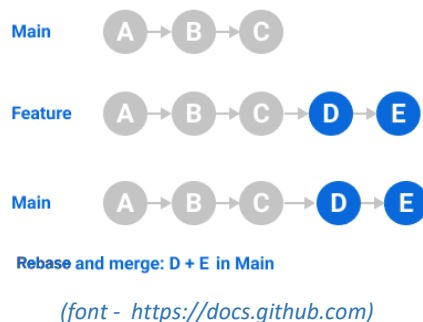 Main A B C
Feature A B C D E
Main A B C D E
Rebase and merge: D + E in Main
(font - https://docs.github.com)